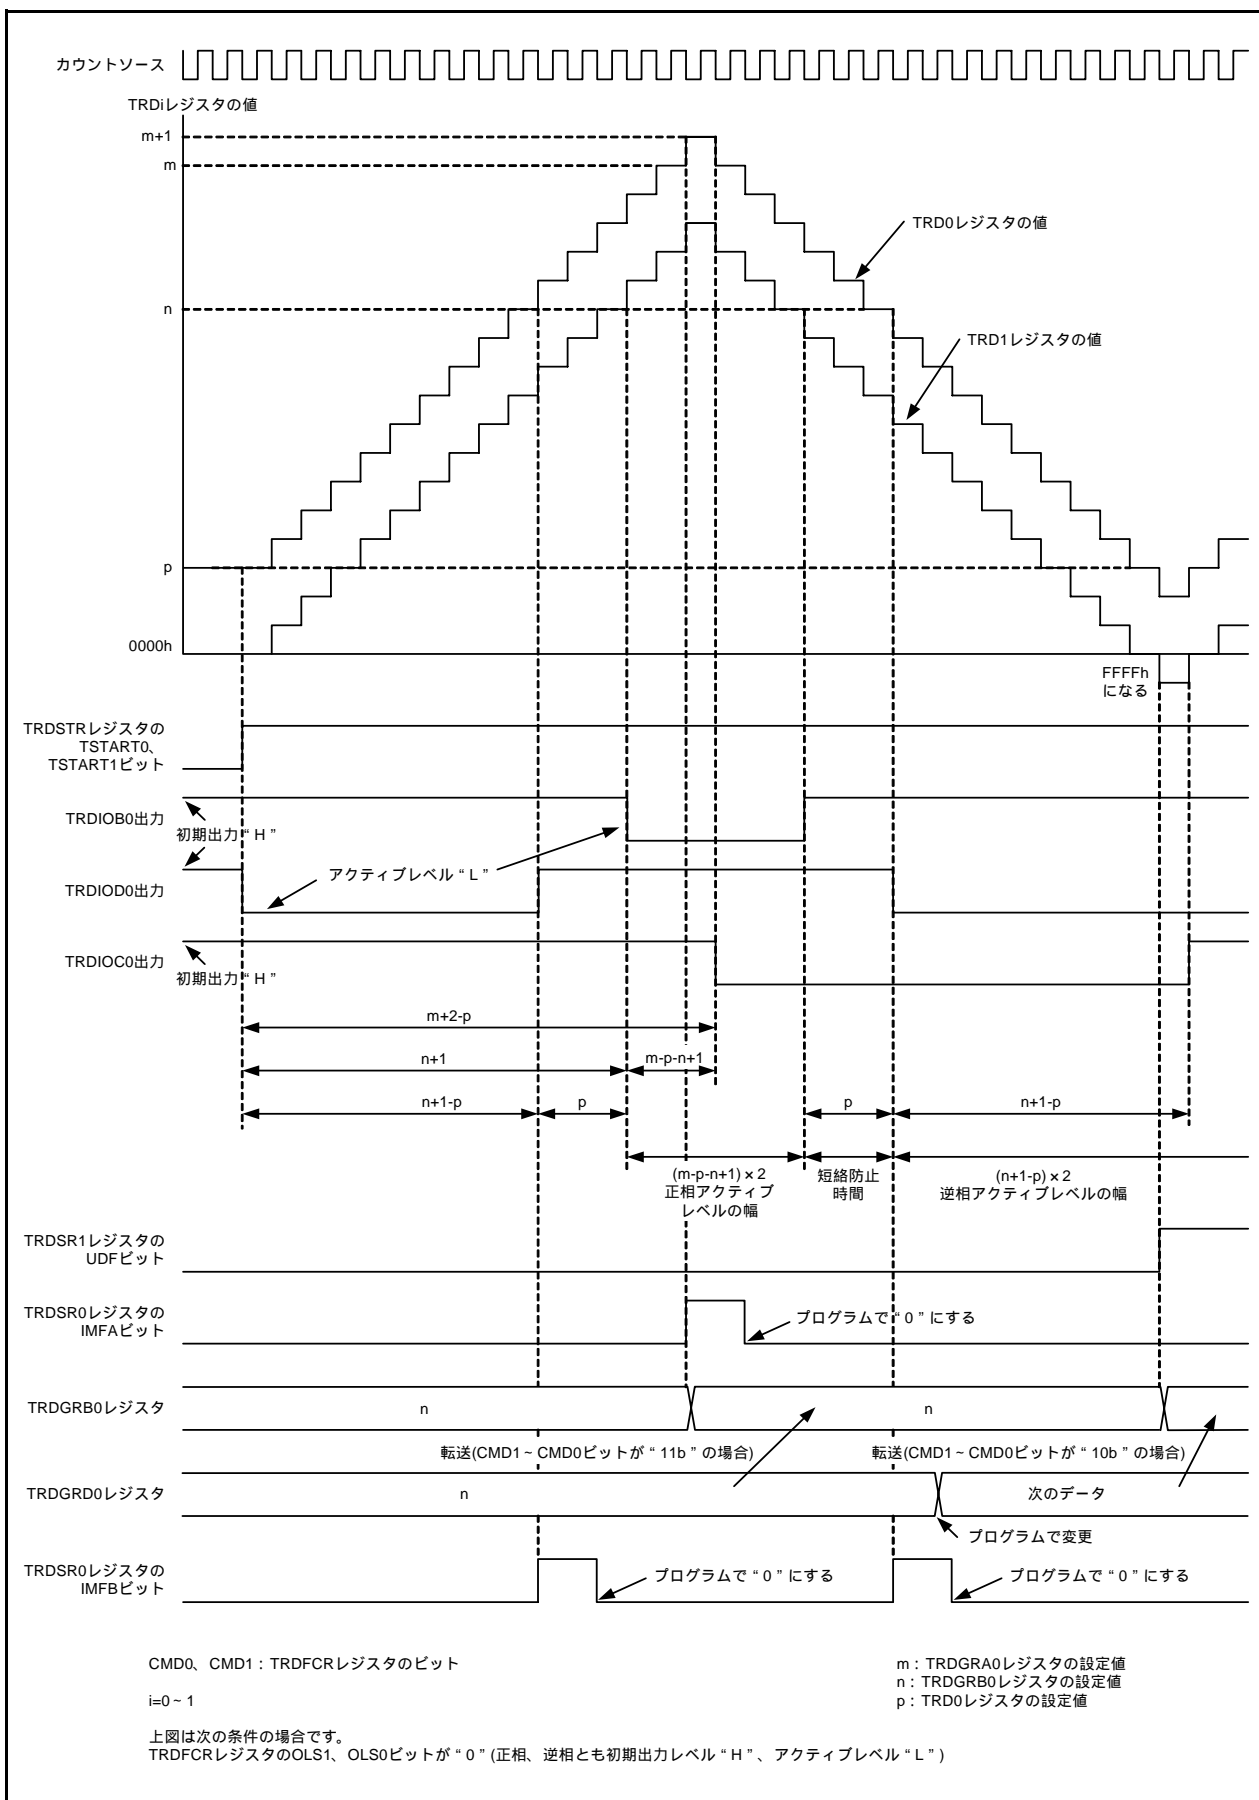 カウントソース
TRDiレジスタの値
m+1
m
TRD0レジスタの値
n
TRD1レジスタの値
p
0000h
FFFFh
になる
TRDSTRレジスタの
TSTART0、
TSTART1ビット
TRDIOB0出力
初期出力“H”
アクティブレベル“L”
TRDIOD0出力
TRDIOC0出力
初期出力“H”
m+2-p
n+1
m-p-n+1
n+1-p
p
p
n+1-p
(m-p-n+1)×2
正相アクティブ
レベルの幅
短絡防止
時間
(n+1-p)×2
逆相アクティブレベルの幅
TRDSR1レジスタの
UDFビット
TRDSR0レジスタの
IMFAビット
プログラムで“0”にする
TRDGRB0レジスタ
n
n
転送(CMD1~CMD0ビットが“11b”の場合)
転送(CMD1~CMD0ビットが“10b”の場合)
TRDGRD0レジスタ
n
次のデータ
プログラムで変更
TRDSR0レジスタの
IMFBビット
プログラムで“0”にする
プログラムで“0”にする
CMD0、CMD1:TRDFCRレジスタのビット
i=0~1
m:TRDGRA0レジスタの設定値
n:TRDGRB0レジスタの設定値
p:TRD0レジスタの設定値
上図は次の条件の場合です。
TRDFCRレジスタのOLS1、OLS0ビットが“0”(正相、逆相とも初期出力レベル“H”、アクティブレベル“L”)